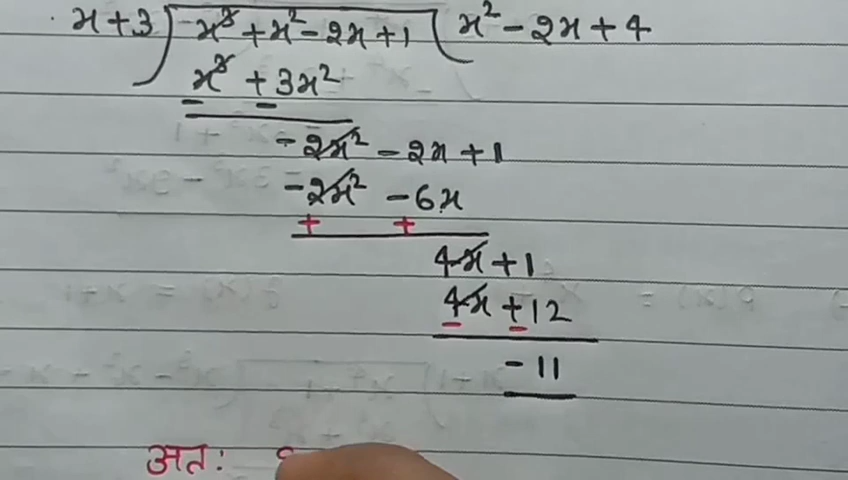 x+3) x³+x²-2x+1 ( x²-2x+4
x³+3x²
- -
-2x²-2x+1
-2x²-6x
+ +
4x+1
4x+12
- -
-11
अतः